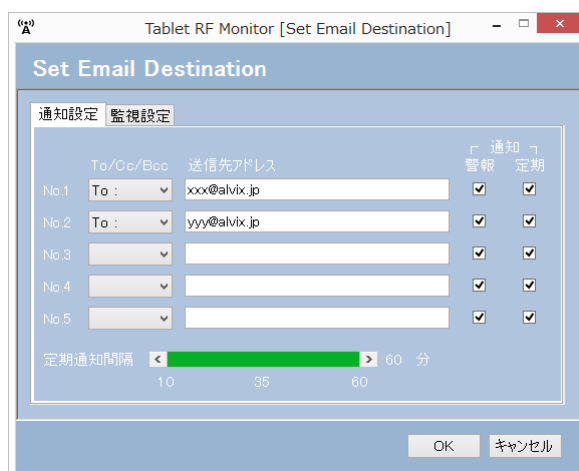 Tablet RF Monitor [Set Email Destination]
Set Email Destination
通知設定 監視設定
通知
To/Cc/Bcc 送信先アドレス 警報 定期
No.1 To : xxx@alvix.jp
No.2 To : yyy@alvix.jp
No.3
No.4
No.5
定期通知間隔 60 分
10 35 60
OK キャンセル